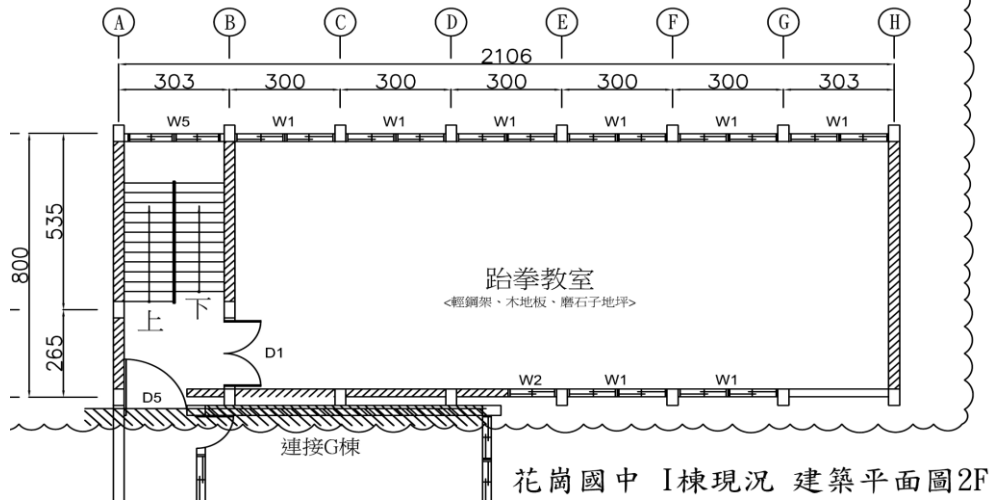 A B C D E F G H
2106
303 300 300 300 300 300 303
W5 W1 W1 W1 W1 W1 W1
800
535
265
跆拳教室
<輕鋼架、木地板、磨石子地坪>
上 下
D1
D5
W2 W1 W1
連接G棟
花崗國中 I棟現況 建築平面圖2F